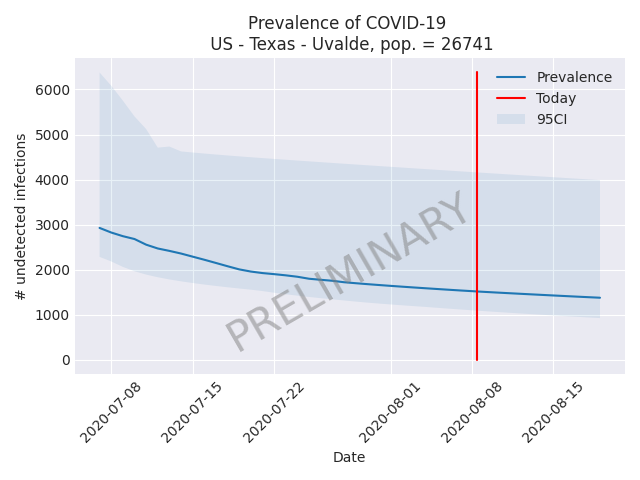 Prevalence of COVID-19
US - Texas - Uvalde, pop. = 26741
# undetected infections
6000
5000
4000
3000
2000
1000
0
Prevalence
Today
95CI
PRELIMINARY
2020-07-08
2020-07-15
2020-07-22
2020-08-01
2020-08-08
2020-08-15
Date